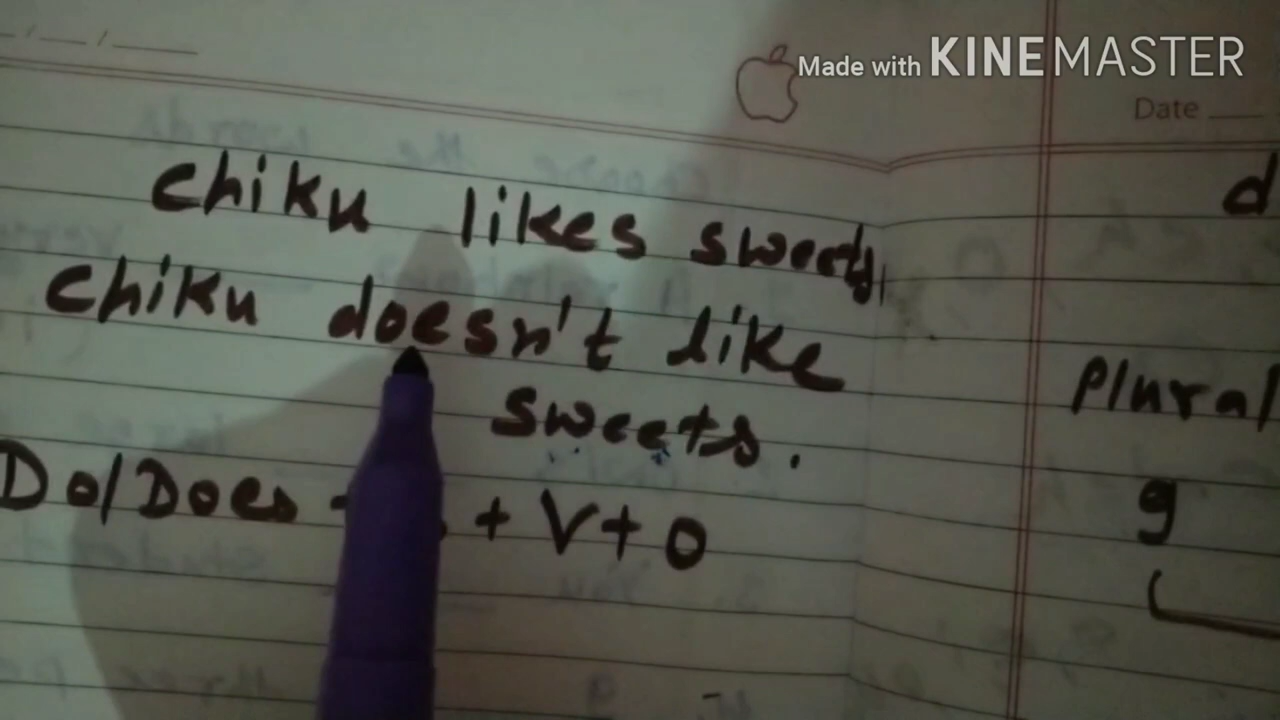 Made with KINEMASTER
Date
chiku likes sweets,
chiku doesn't like
sweets.
Do/Does + + V + O
d
Plural
g